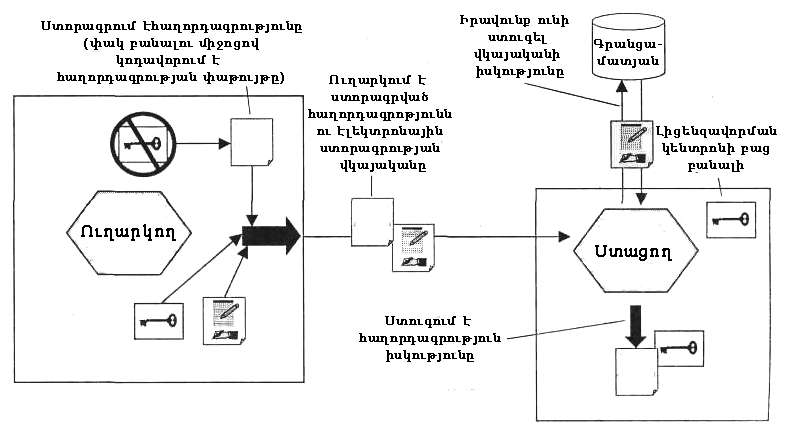 Ստորագրում էհաղորդագրությունը
(փակ բանալու միջոցով
կոդավորում է
հաղորդագրության փաթույթը)
Ուղարկում է
ստորագրված
հաղորդագրությունն
ու էլեկտրոնային
ստորագրության
վկայականը
Իրավունք ունի
ստուգել
վկայականի
իսկությունը
Գրանցա-
մատյան
Լիցենզավորման
կենտրոնի բաց
բանալի
Ուղարկող
Ստացող
Ստուգում է
հաղորդագրություն
իսկությունը